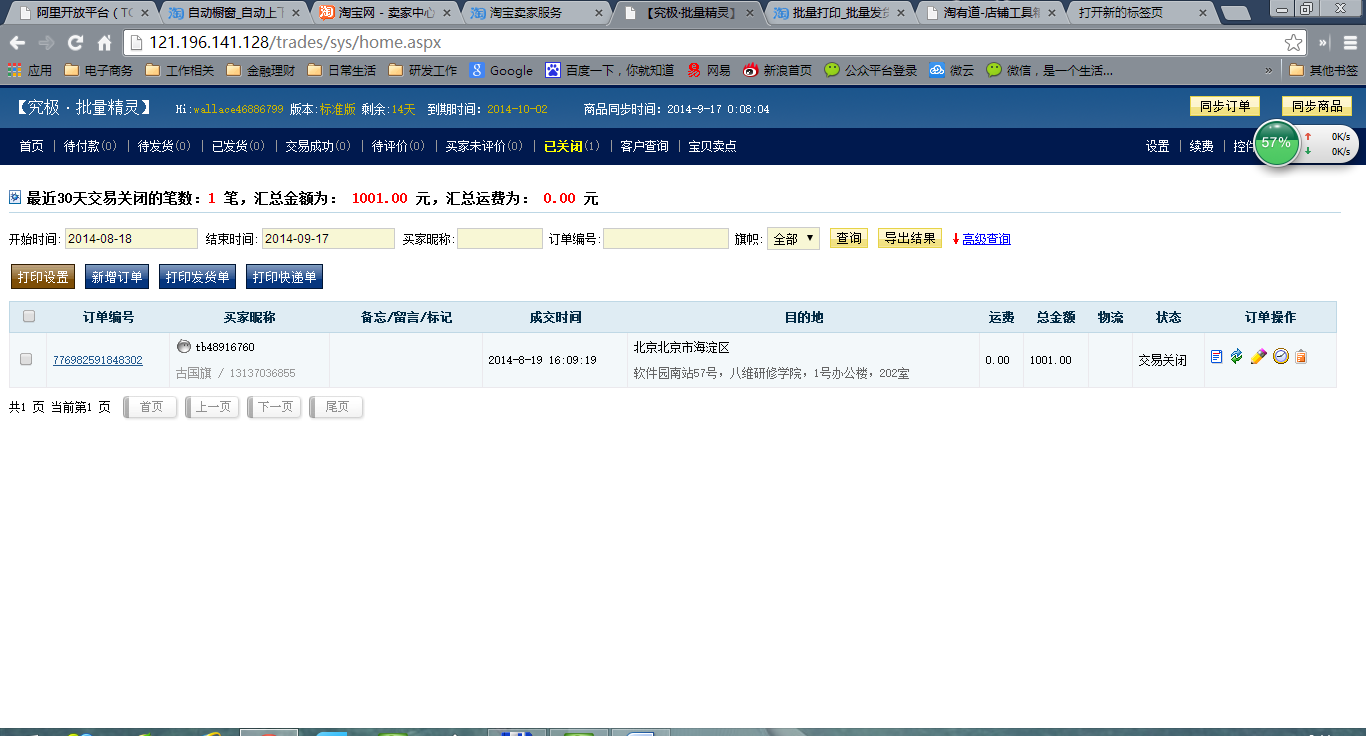 阿里开放平台（TO 自动橱窗_自动上下 淘宝网 - 卖家中心 淘宝卖家服务 【究极·批量精灵】 批量打印_批量发货 淘有道-店铺工具箱 打开新的标签页
121.196.141.128/trades/sys/home.aspx
应用 电子商务 工作相关 金融理财 日常生活 研发工作 Google 百度一下，你就知道 网易 新浪首页 公众平台登录 微云 微信，是一个生活... » 其他书签
【究极·批量精灵】 Hi:wallace46886799 版本:标准版 剩余:14天 到期时间: 2014-10-02 商品同步时间: 2014-9-17 0:08:04 同步订单 同步商品
首页 | 待付款(0) | 待发货(0) | 已发货(0) | 交易成功(0) | 待评价(0) | 买家未评价(0) | 已关闭(1) | 客户查询 | 宝贝卖点 设置 | 续费 | 控件
57% ↑ 0K/s
↓ 0K/s
最近30天交易关闭的笔数：1 笔，汇总金额为： 1001.00 元，汇总运费为： 0.00 元
开始时间: 2014-08-18 结束时间: 2014-09-17 买家昵称: 订单编号: 旗帜: 全部 查询 导出结果 高级查询
打印设置 新增订单 打印发货单 打印快递单
订单编号 买家昵称 备忘/留言/标记 成交时间 目的地 运费 总金额 物流 状态 订单操作
tb48916760 北京北京市海淀区
776982591848302 2014-8-19 16:09:19 0.00 1001.00 交易关闭
古国旗 / 13137036855 软件园南站57号，八维研修学院，1号办公楼，202室
共1 页 当前第1 页 首页 上一页 下一页 尾页